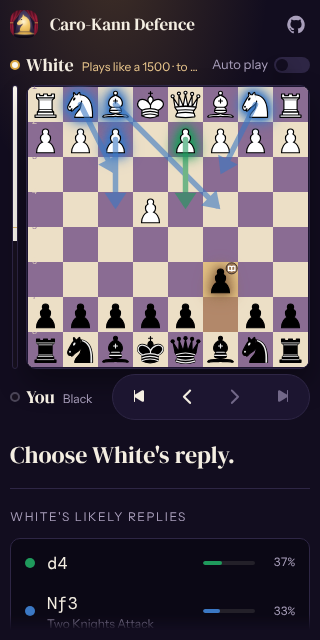 Caro-Kann Defence
White Plays like a 1500 · to ... Auto play
You Black
Choose White's reply.
WHITE'S LIKELY REPLIES
d4 37%
Nf3 33%
Two Knights Attack